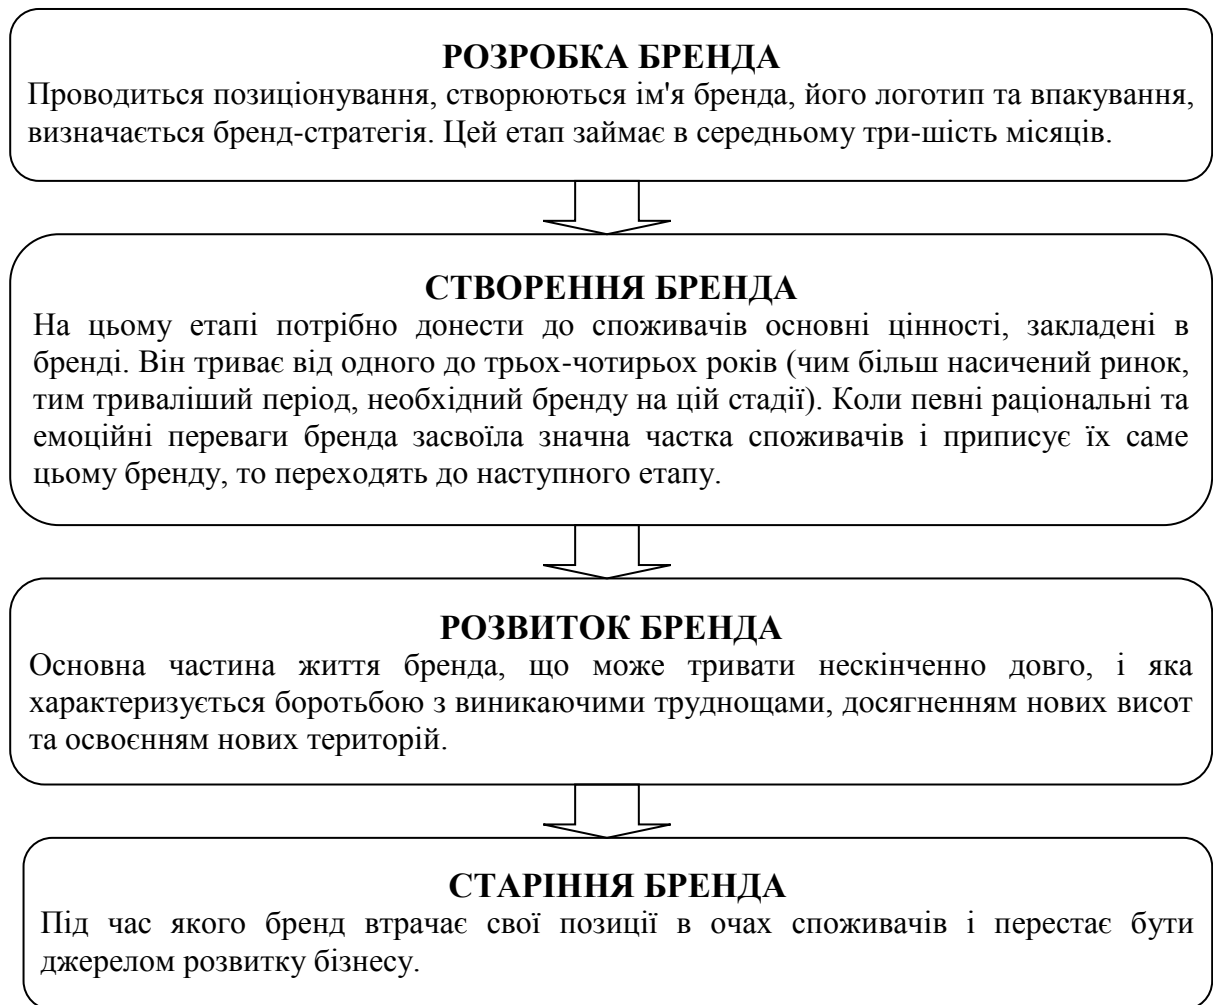 РОЗРОБКА БРЕНДА
Проводиться позиціонування, створюються ім'я бренда, його логотип та впакування,
визначається бренд-стратегія. Цей етап займає в середньому три-шість місяців.
СТВОРЕННЯ БРЕНДА
На цьому етапі потрібно донести до споживачів основні цінності, закладені в
бренді. Він триває від одного до трьох-чотирьох років (чим більш насичений ринок,
тим триваліший період, необхідний бренду на цій стадії). Коли певні раціональні та
емоційні переваги бренда засвоїла значна частка споживачів і приписує їх саме
цьому бренду, то переходять до наступного етапу.
РОЗВИТОК БРЕНДА
Основна частина життя бренда, що може тривати нескінченно довго, і яка
характеризується боротьбою з виникаючими труднощами, досягненням нових висот
та освоєнням нових територій.
СТАРІННЯ БРЕНДА
Під час якого бренд втрачає свої позиції в очах споживачів і перестає бути
джерелом розвитку бізнесу.